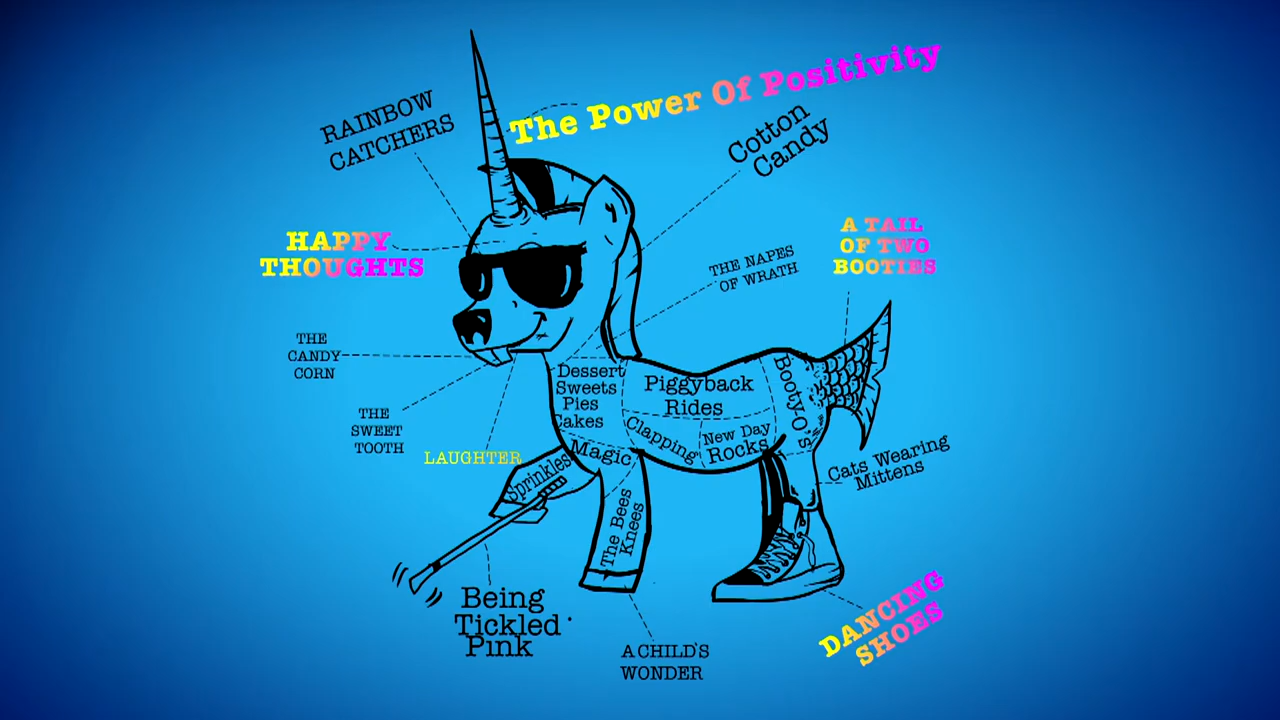 The Power Of Positivity
RAINBOW
CATCHERS
Cotton
Candy
HAPPY
THOUGHTS
A TAIL
OF TWO
BOOTIES
THE NAPES
OF WRATH
THE
CANDY
CORN
THE
SWEET
TOOTH
LAUGHTER
Dessert
Sweets
Pies
Cakes
Piggyback
Rides
Booty-O's
Clapping
New Day
Rocks
Magic
Sprinkles
The Bees
Knees
Cats Wearing
Mittens
Being
Tickled
Pink
A CHILD'S
WONDER
DANCING
SHOES